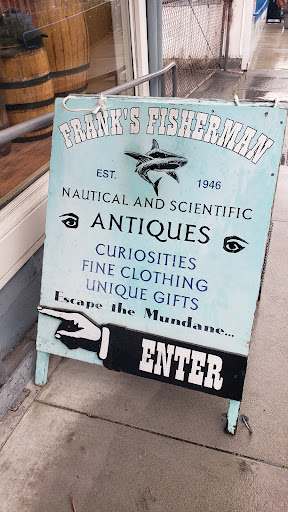 FRANK'S FISHERMAN
EST. 1946
NAUTICAL AND SCIENTIFIC
ANTIQUES
CURIOSITIES
FINE CLOTHING
UNIQUE GIFTS
Escape the Mundane...
ENTER